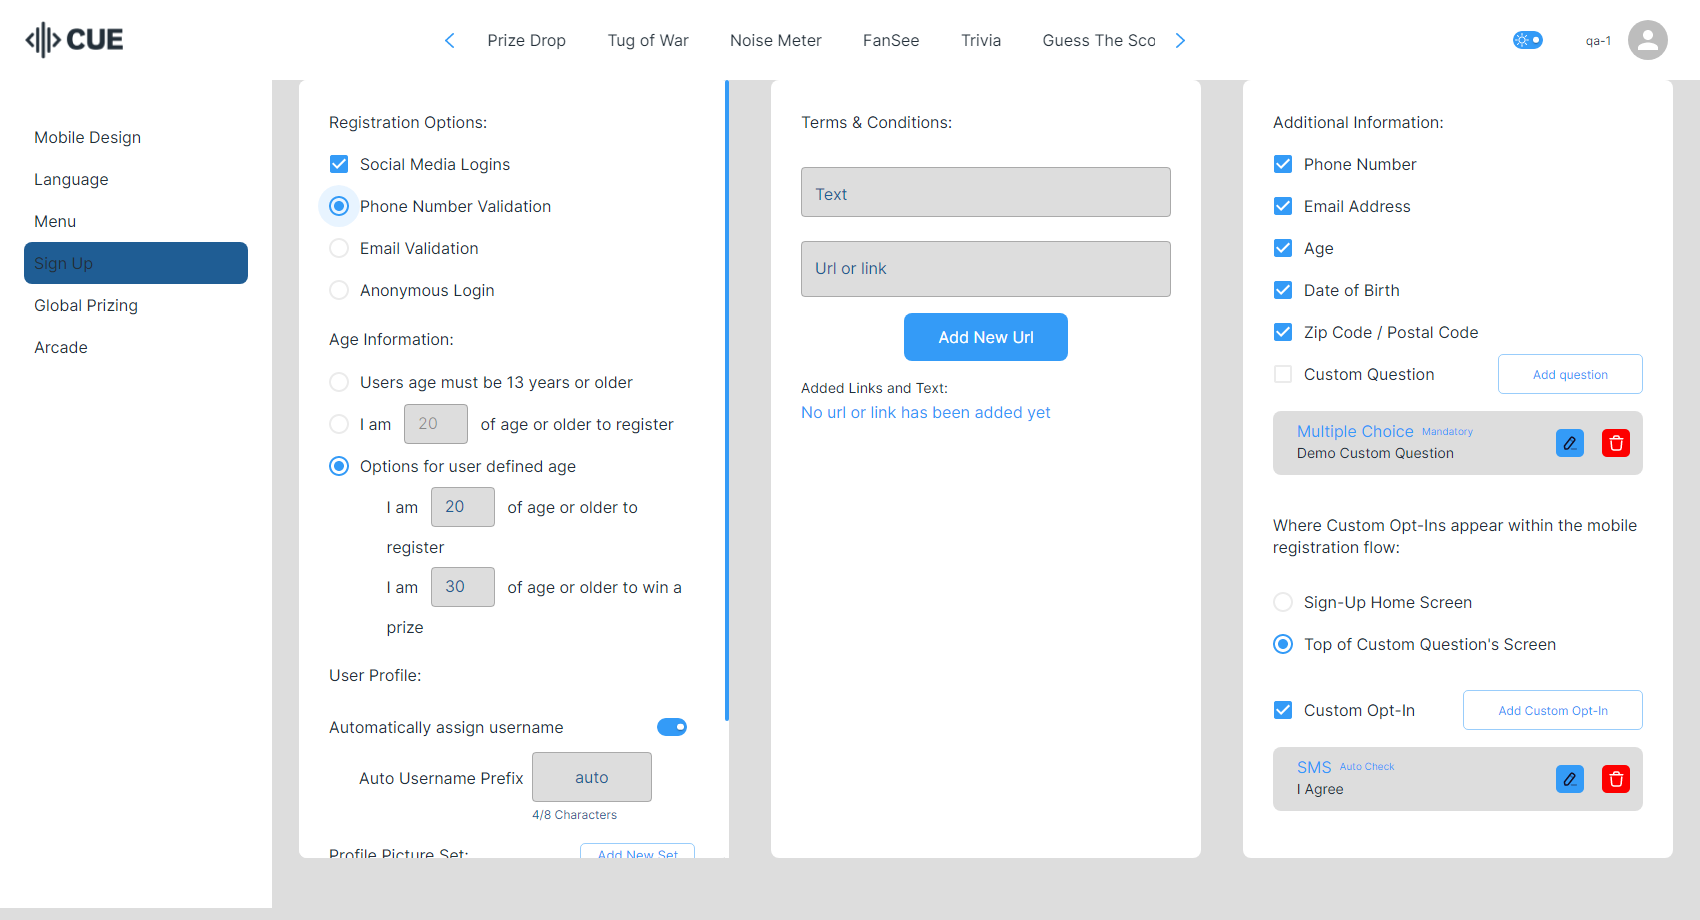 CUE
Prize Drop Tug of War Noise Meter FanSee Trivia Guess The Sco
qa-1
Mobile Design
Language
Menu
Sign Up
Global Prizing
Arcade
Registration Options:
Social Media Logins
Phone Number Validation
Email Validation
Anonymous Login
Age Information:
Users age must be 13 years or older
I am 20 of age or older to register
Options for user defined age
I am 20 of age or older to
register
I am 30 of age or older to win a
prize
User Profile:
Automatically assign username
Auto Username Prefix auto
4/8 Characters
Profile Picture Set: Add New Set
Terms & Conditions:
Text
Url or link
Add New Url
Added Links and Text:
No url or link has been added yet
Additional Information:
Phone Number
Email Address
Age
Date of Birth
Zip Code / Postal Code
Custom Question Add question
Multiple Choice Mandatory
Demo Custom Question
Where Custom Opt-Ins appear within the mobile
registration flow:
Sign-Up Home Screen
Top of Custom Question's Screen
Custom Opt-In Add Custom Opt-In
SMS Auto Check
I Agree